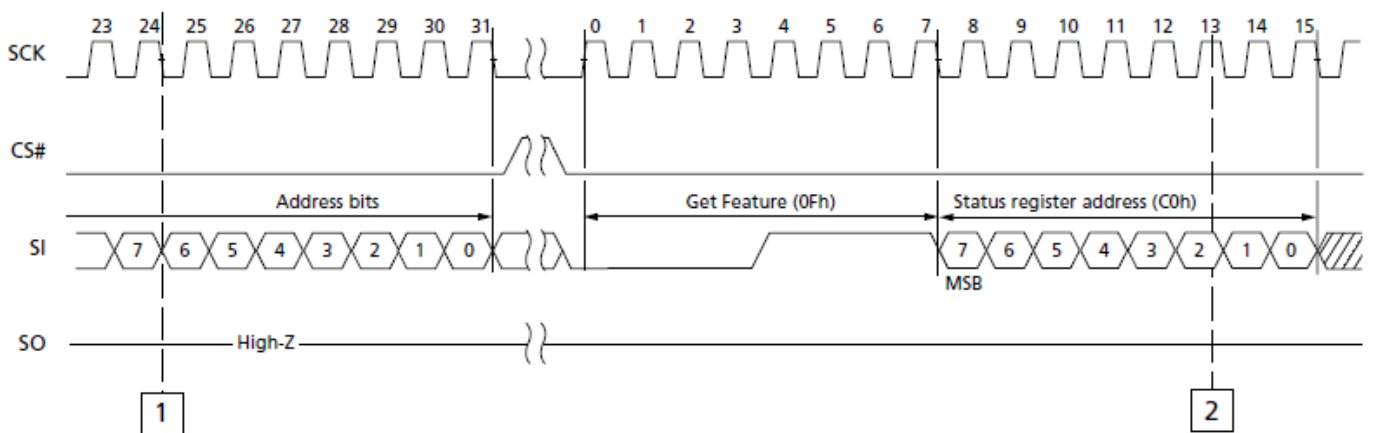 23 24 25 26 27 28 29 30 31 0 1 2 3 4 5 6 7 8 9 10 11 12 13 14 15
SCK
CS#
Address bits Get Feature (0Fh) Status register address (C0h)
SI 7 6 5 4 3 2 1 0 7 6 5 4 3 2 1 0
MSB
SO High-Z
1 2